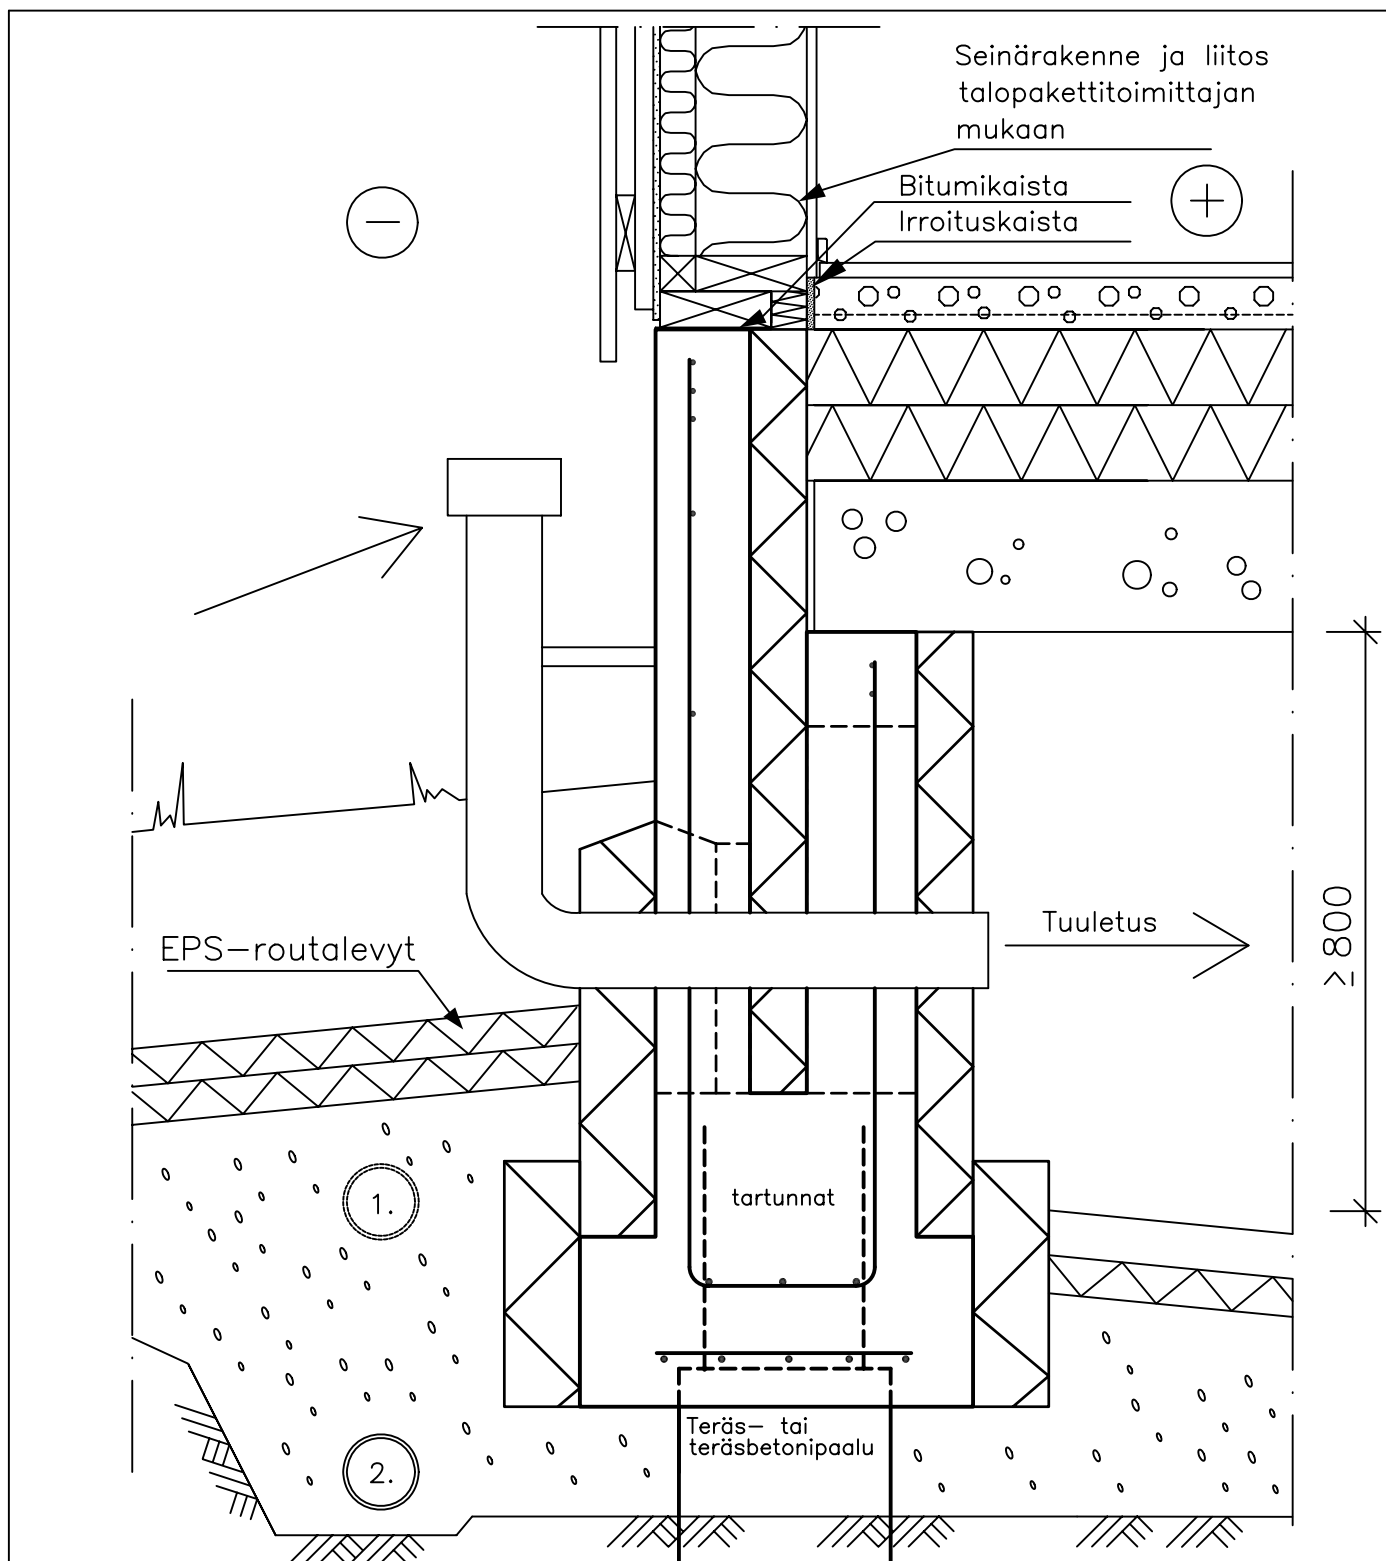 Seinärakenne ja liitos
talopakettitoimittajan
mukaan
Bitumikaista
Irroituskaista
Tuuletus
≥800
EPS–routalevyt
1.
tartunnat
2.
Teräs– tai
teräsbetonipaalu